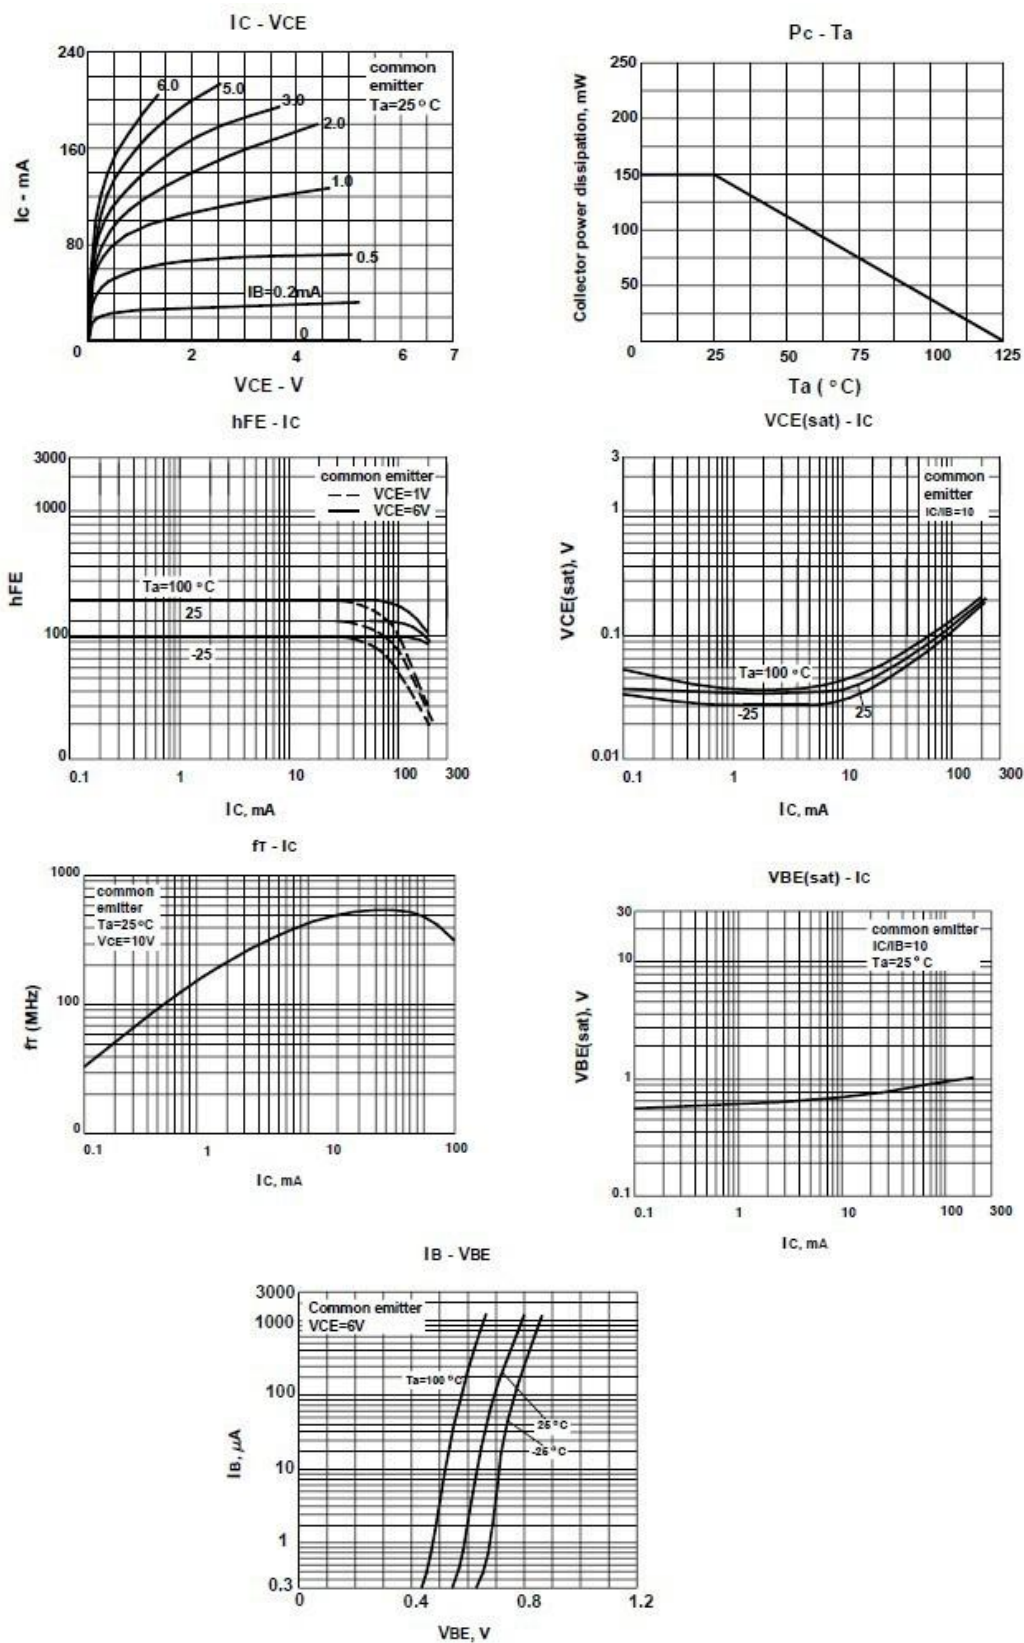 IC - VCE
240
160
80
0
2
4
6
7
IC - mA
VCE - V
common
emitter
Ta=25°C
6.0
5.0
3.0
2.0
1.0
0.5
IB=0.2mA
0
Pc - Ta
250
200
150
100
50
0
25
50
75
100
125
Collector power dissipation, mW
Ta ( °C)
hFE - IC
3000
1000
100
0
0.1
1
10
100
300
hFE
IC, mA
common emitter
VCE=1V
VCE=6V
Ta=100 °C
25
-25
VCE(sat) - IC
3
1
0.1
0.01
0.1
1
10
100
300
VCE(sat), V
IC, mA
common
emitter
IC/IB=10
Ta=100 °C
25
-25
fT - IC
1000
100
0
0.1
1
10
100
fT (MHz)
IC, mA
common
emitter
Ta=25°C
VCE=10V
VBE(sat) - IC
30
10
1
0.1
0.1
1
10
100
300
VBE(sat), V
IC, mA
common emitter
IC/IB=10
Ta=25°C
IB - VBE
3000
1000
100
10
1
0.3
0
0.4
0.8
1.2
IB, μA
VBE, V
Common emitter
VCE=6V
Ta=100 °C
25 °C
-25 °C